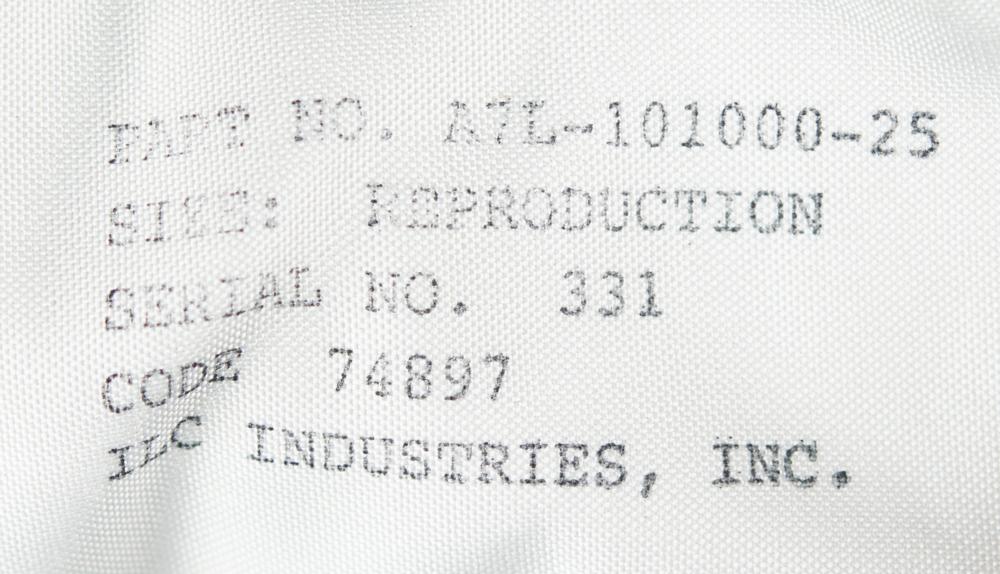 PART NO. A7L-101000-25
SIZE: REPRODUCTION
SERIAL NO. 331
CODE 74897
ILC INDUSTRIES, INC.